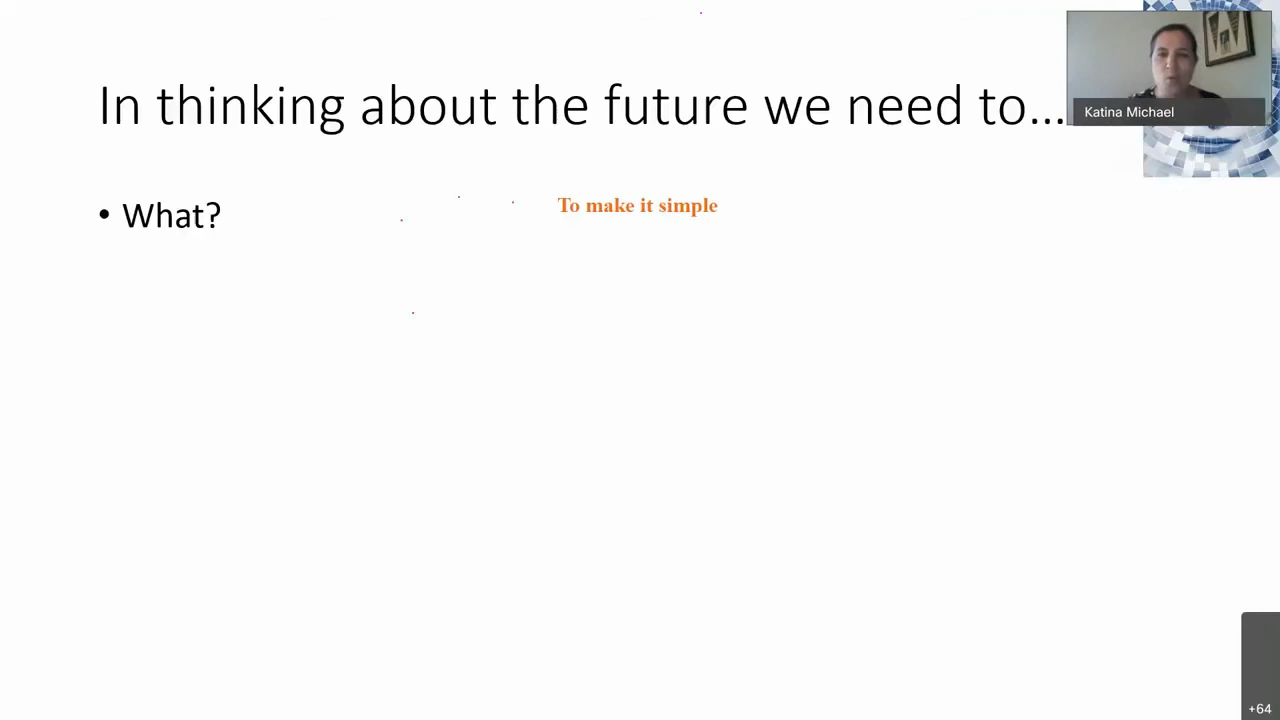 In thinking about the future we need to...
Katina Michael
• What?
To make it simple
+64